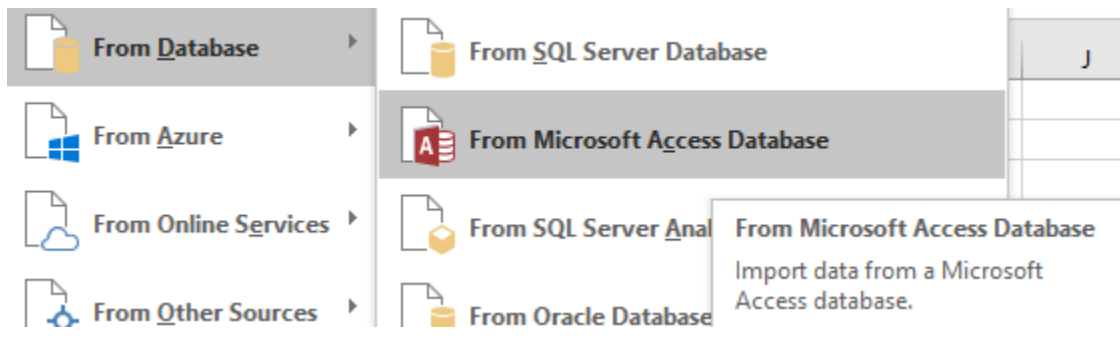 From Database
From SQL Server Database
J
From Azure
From Microsoft Access Database
From Online Services
From SQL Server Anal
From Microsoft Access Database
Import data from a Microsoft
Access database.
From Other Sources
From Oracle Database